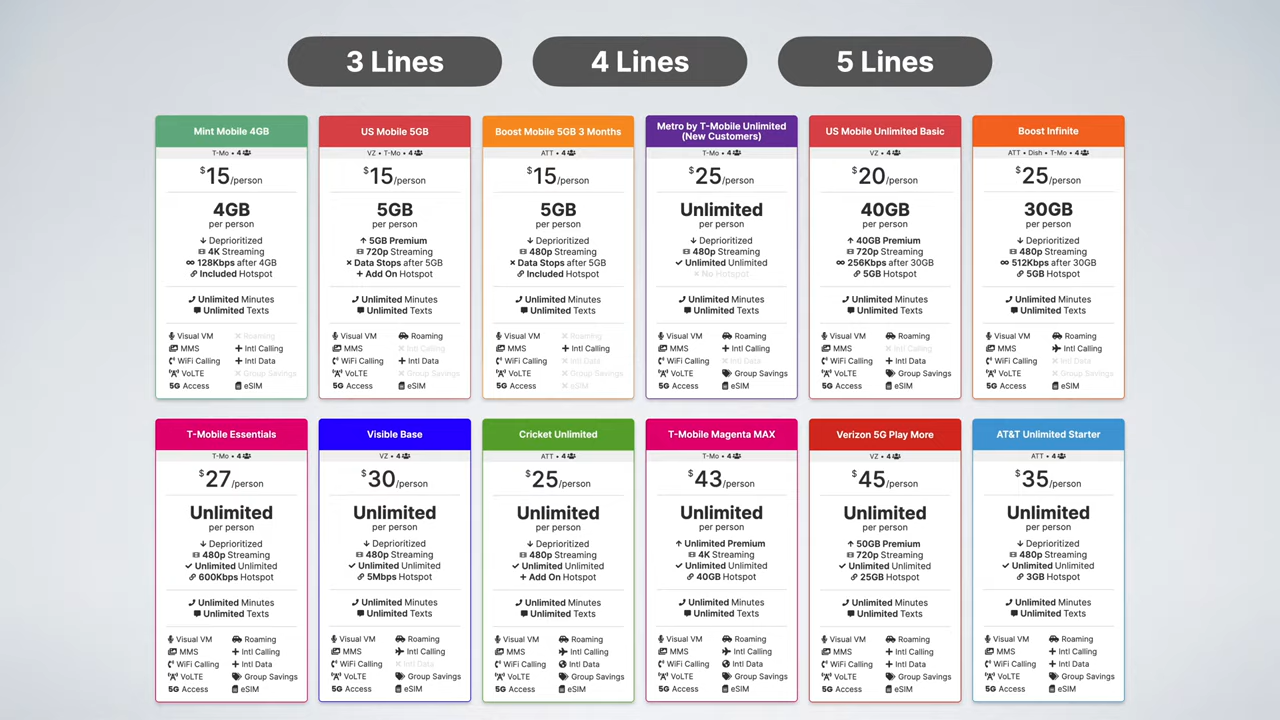 3 Lines
4 Lines
5 Lines
Mint Mobile 4GB
T-Mo • 4
$15/person
4GB
per person
Deprioritized
4K Streaming
128Kbps after 4GB
Included Hotspot
Unlimited Minutes
Unlimited Texts
Visual VM
Roaming
MMS
Intl Calling
WiFi Calling
Intl Data
VoLTE
Group Savings
5G Access
eSIM
US Mobile 5GB
VZ • T-Mo • 4
$15/person
5GB
per person
5GB Premium
720p Streaming
Data Stops after 5GB
Add On Hotspot
Unlimited Minutes
Unlimited Texts
Visual VM
Roaming
MMS
Intl Calling
WiFi Calling
Intl Data
VoLTE
Group Savings
5G Access
eSIM
Boost Mobile 5GB 3 Months
ATT • 4
$15/person
5GB
per person
Deprioritized
480p Streaming
Data Stops after 5GB
Included Hotspot
Unlimited Minutes
Unlimited Texts
Visual VM
Roaming
MMS
Intl Calling
WiFi Calling
Intl Data
VoLTE
Group Savings
5G Access
eSIM
Metro by T-Mobile Unlimited
(New Customers)
T-Mo • 4
$25/person
Unlimited
per person
Deprioritized
480p Streaming
Unlimited Unlimited
No Hotspot
Unlimited Minutes
Unlimited Texts
Visual VM
Roaming
MMS
Intl Calling
WiFi Calling
Intl Data
VoLTE
Group Savings
5G Access
eSIM
US Mobile Unlimited Basic
VZ • 4
$20/person
40GB
per person
40GB Premium
720p Streaming
256Kbps after 30GB
5GB Hotspot
Unlimited Minutes
Unlimited Texts
Visual VM
Roaming
MMS
Intl Calling
WiFi Calling
Intl Data
VoLTE
Group Savings
5G Access
eSIM
Boost Infinite
ATT • Dish • T-Mo • 4
$25/person
30GB
per person
Deprioritized
480p Streaming
512Kbps after 30GB
5GB Hotspot
Unlimited Minutes
Unlimited Texts
Visual VM
Roaming
MMS
Intl Calling
WiFi Calling
Intl Data
VoLTE
Group Savings
5G Access
eSIM
T-Mobile Essentials
T-Mo • 4
$27/person
Unlimited
per person
Deprioritized
480p Streaming
Unlimited Unlimited
600Kbps Hotspot
Unlimited Minutes
Unlimited Texts
Visual VM
Roaming
MMS
Intl Calling
WiFi Calling
Intl Data
VoLTE
Group Savings
5G Access
eSIM
Visible Base
VZ • 4
$30/person
Unlimited
per person
Deprioritized
480p Streaming
Unlimited Unlimited
5Mbps Hotspot
Unlimited Minutes
Unlimited Texts
Visual VM
Roaming
MMS
Intl Calling
WiFi Calling
Intl Data
VoLTE
Group Savings
5G Access
eSIM
Cricket Unlimited
ATT • 4
$25/person
Unlimited
per person
Deprioritized
480p Streaming
Unlimited Unlimited
Add On Hotspot
Unlimited Minutes
Unlimited Texts
Visual VM
Roaming
MMS
Intl Calling
WiFi Calling
Intl Data
VoLTE
Group Savings
5G Access
eSIM
T-Mobile Magenta MAX
T-Mo • 4
$43/person
Unlimited
per person
Unlimited Premium
4K Streaming
Unlimited Unlimited
40GB Hotspot
Unlimited Minutes
Unlimited Texts
Visual VM
Roaming
MMS
Intl Calling
WiFi Calling
Intl Data
VoLTE
Group Savings
5G Access
eSIM
Verizon 5G Play More
VZ • 4
$45/person
Unlimited
per person
50GB Premium
720p Streaming
Unlimited Unlimited
25GB Hotspot
Unlimited Minutes
Unlimited Texts
Visual VM
Roaming
MMS
Intl Calling
WiFi Calling
Intl Data
VoLTE
Group Savings
5G Access
eSIM
AT&T Unlimited Starter
ATT • 4
$35/person
Unlimited
per person
Deprioritized
480p Streaming
Unlimited Unlimited
3GB Hotspot
Unlimited Minutes
Unlimited Texts
Visual VM
Roaming
MMS
Intl Calling
WiFi Calling
Intl Data
VoLTE
Group Savings
5G Access
eSIM